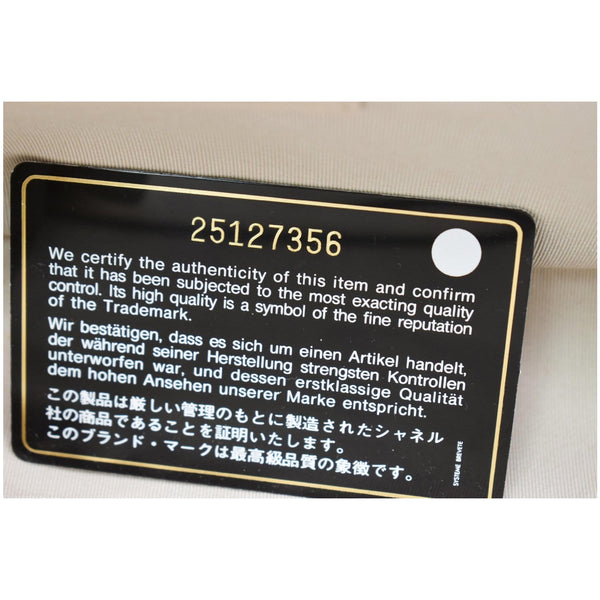 25127356
We certify the authenticity of this item and confirm
that it has been subjected to the most exacting quality
control. Its high quality is a symbol of the fine reputation
of the Trademark.
Wir bestätigen, dass es sich um einen Artikel handelt,
der während seiner Herstellung strengsten Kontrollen
unterworfen war, und dessen erstklassige Qualität
dem hohen Ansehen unserer Marke entspricht.
この製品は厳しい管理のもとに製造されたシャネル
社の商品であることを証明いたします。
このブランド・マークは最高級品質の象徴です。
SYSTEME BREVETE